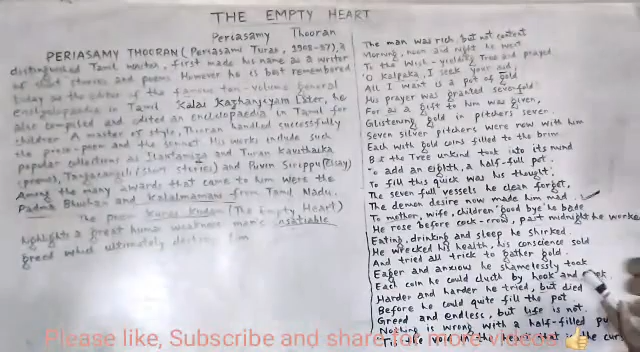 THE EMPTY HEART
Periasamy Thooran
PERIASAMY THOORAN (Periasami Turan, 1908-87), a
distinguished Tamil writer, first made his name as a writer
of short stories and poems. However he is best remembered
today as the editor of the famous ten-volume general
encyclopaedia in Tamil Kalai Kazhanjeyam Later, he
also compiled and edited an encyclopaedia in Tamil for
children. A master of style, Thooran handled successfully
the prose-poem and the sonnet. His works include such
popular collections as and Turan Kavithaika
(poems), (short stories) and Puvin Sireppu (Essay)
Among the many awards that came to him were the
Padma Bhushan and Kalaimamani from Tamil Nadu.
The poem Kurai Kudam (The Empty Heart)
highlights a great human weakness man's insatiable
greed which ultimately him
The man was rich, but not content
Morning, noon and night he went
To the Wish-yielding Tree and prayed
'O Kalpaka, I seek your aid,
All I want is a pot of gold
His prayer was granted sevenfold
For as a gift to him was given,
Glistening gold in pitchers seven.
Seven silver pitchers were now with him
Each with gold coins filled to the brim
But the Tree unkind took into its mind
To add an eighth, a half-full pot.
To fill this quick was his thought,
The seven full vessels he clean forget,
The demon desire now made him mad.
To mother, wife, children 'good bye' he bade
He rose before cock-crow, past midnight he worke
Eating, drinking and sleep he shirked.
He wrecked his health, his conscience sold
And tried all trick to gather gold.
Eager and anxious he shamelessly took
Each coin he could clutch by hook and
Harder and harder he tried, but died
Before he could quite fill the pot.
Greed and endless, but life is not.
Nothing is wrong with a half-filled
the heart that is the cur
Please like, Subscribe and share for more videos 👍